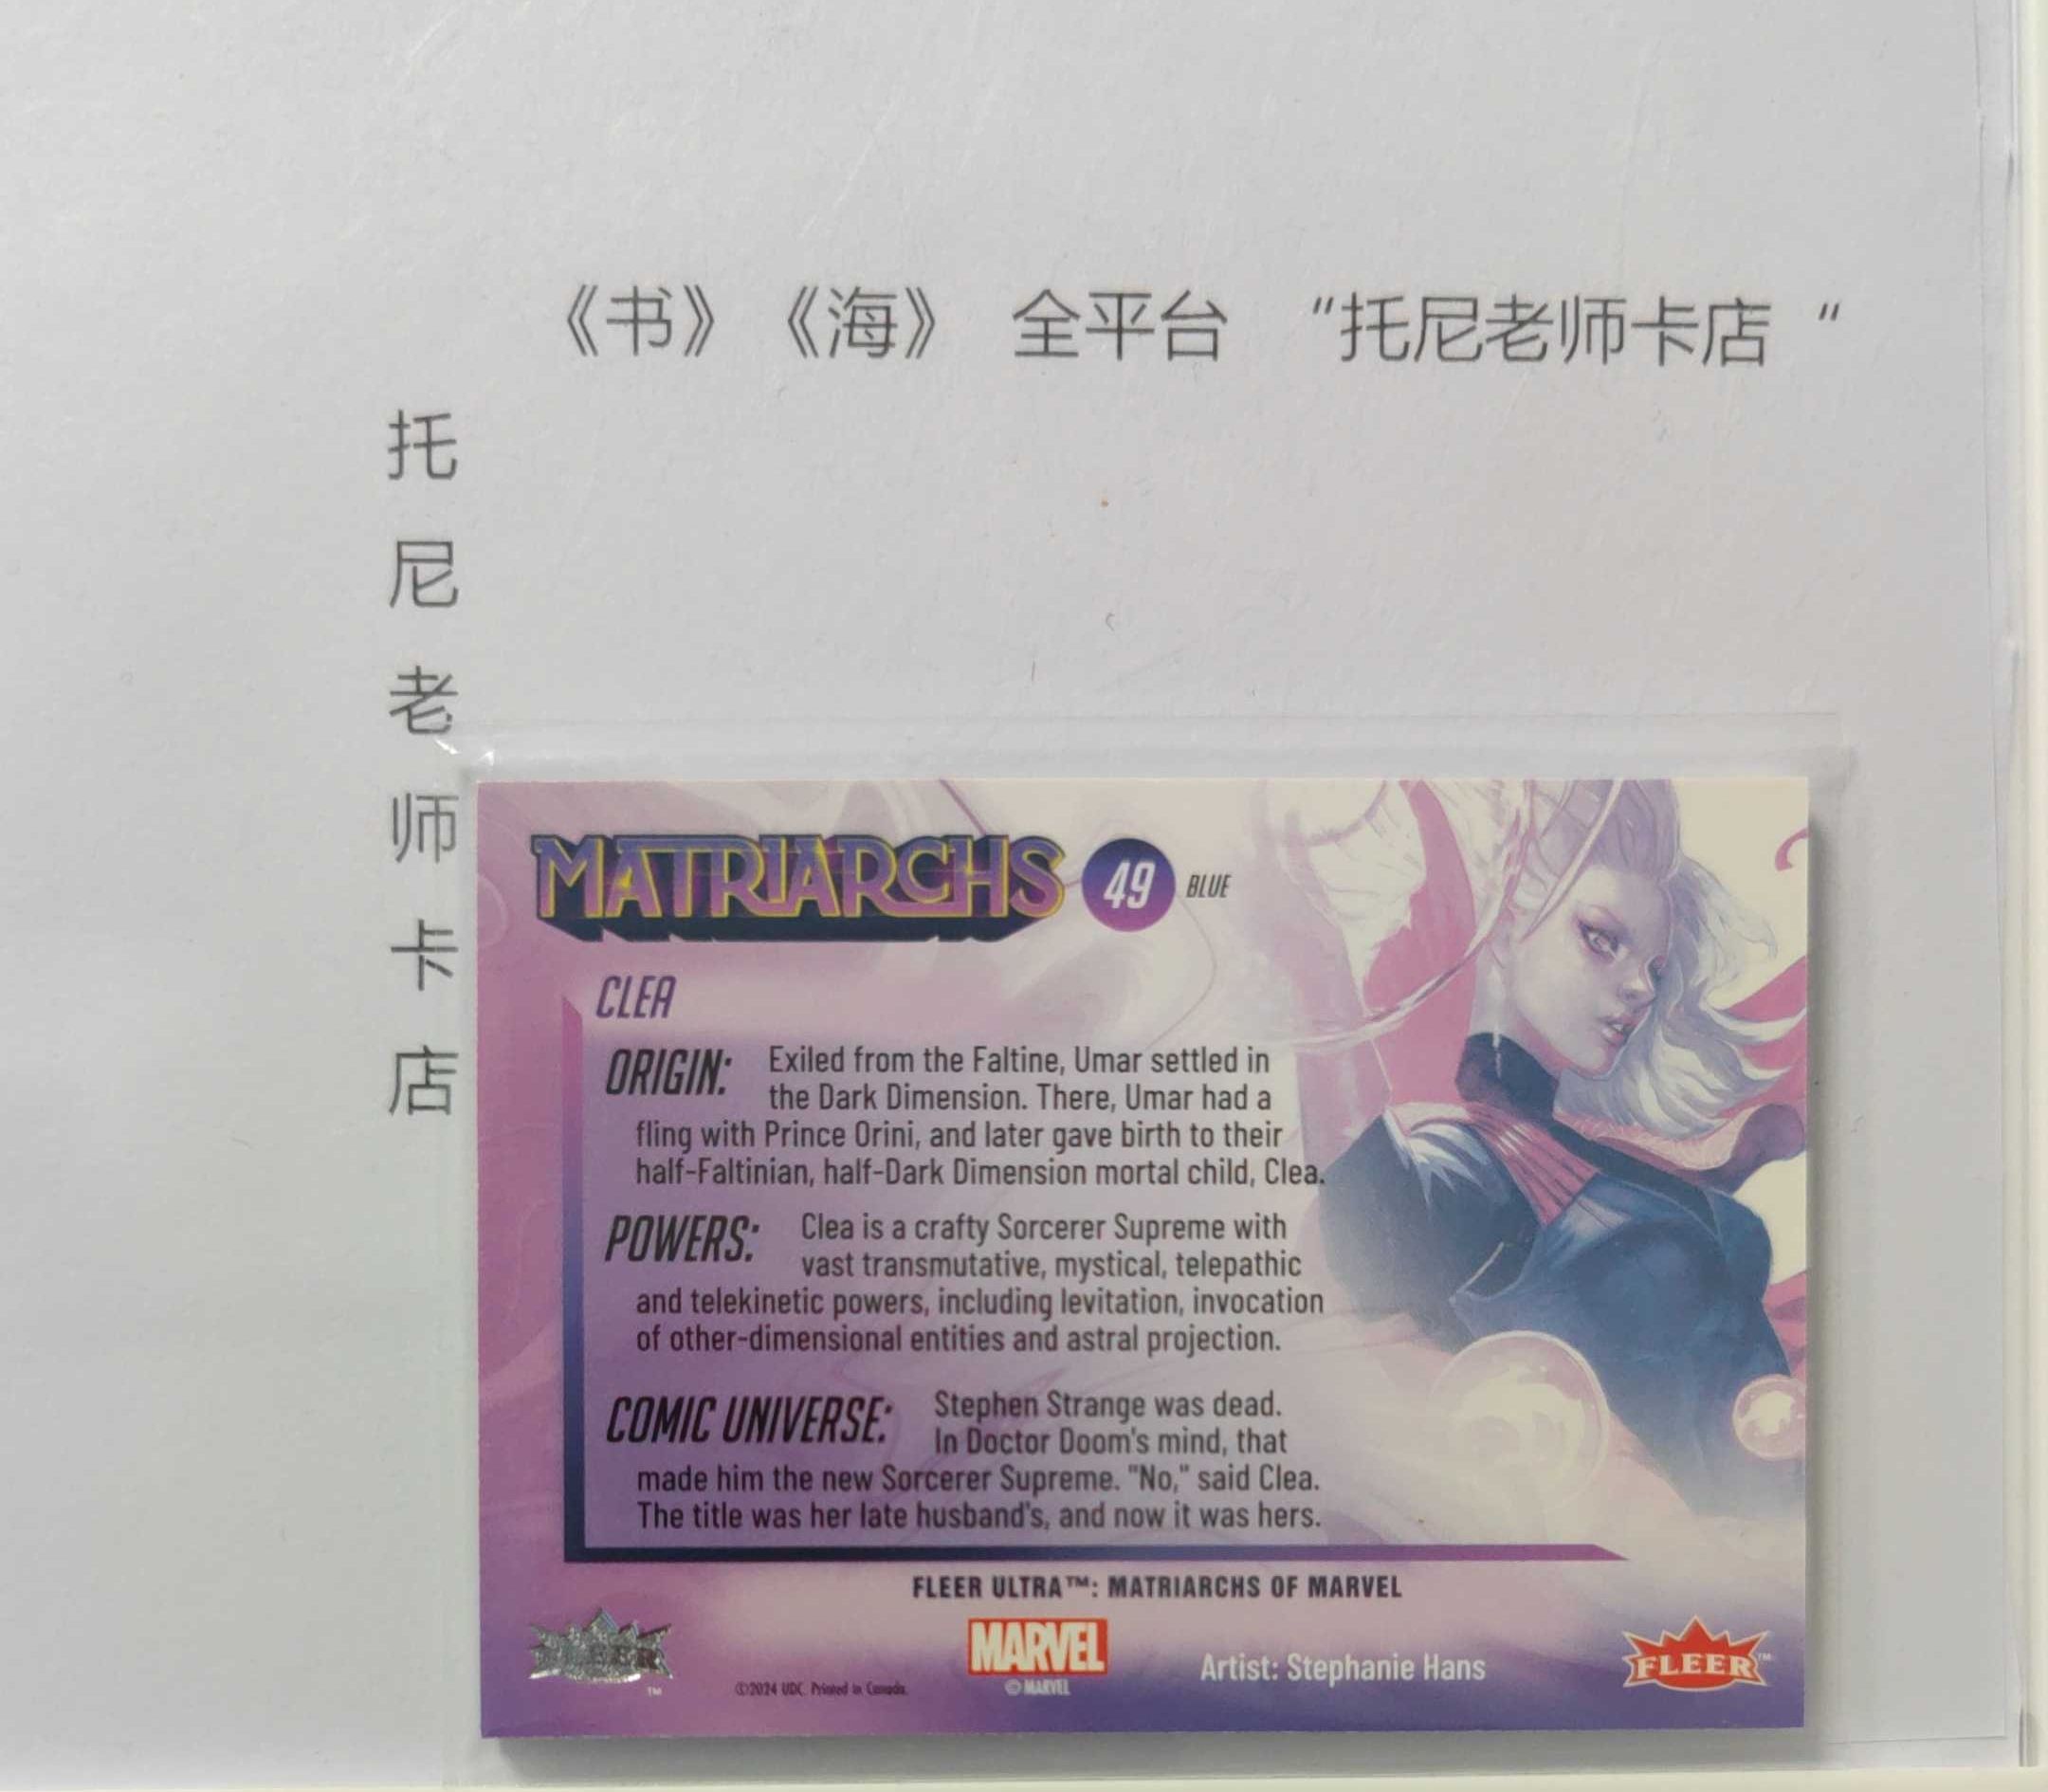 《书》《海》 全平台 “托尼老师卡店“
托
尼
老
师
卡
店
MATRIARCHS 49 BLUE
CLEA
ORIGIN: Exiled from the Faltine, Umar settled in
the Dark Dimension. There, Umar had a
fling with Prince Orini, and later gave birth to their
half-Faltinian, half-Dark Dimension mortal child, Clea.
POWERS: Clea is a crafty Sorcerer Supreme with
vast transmutative, mystical, telepathic
and telekinetic powers, including levitation, invocation
of other-dimensional entities and astral projection.
COMIC UNIVERSE: Stephen Strange was dead.
In Doctor Doom's mind, that
made him the new Sorcerer Supreme. "No," said Clea.
The title was her late husband's, and now it was hers.
FLEER ULTRA™: MATRIARCHS OF MARVEL
FLEER™
©2024 UDC. Printed in Canada.
MARVEL
© MARVEL
Artist: Stephanie Hans
FLEER™